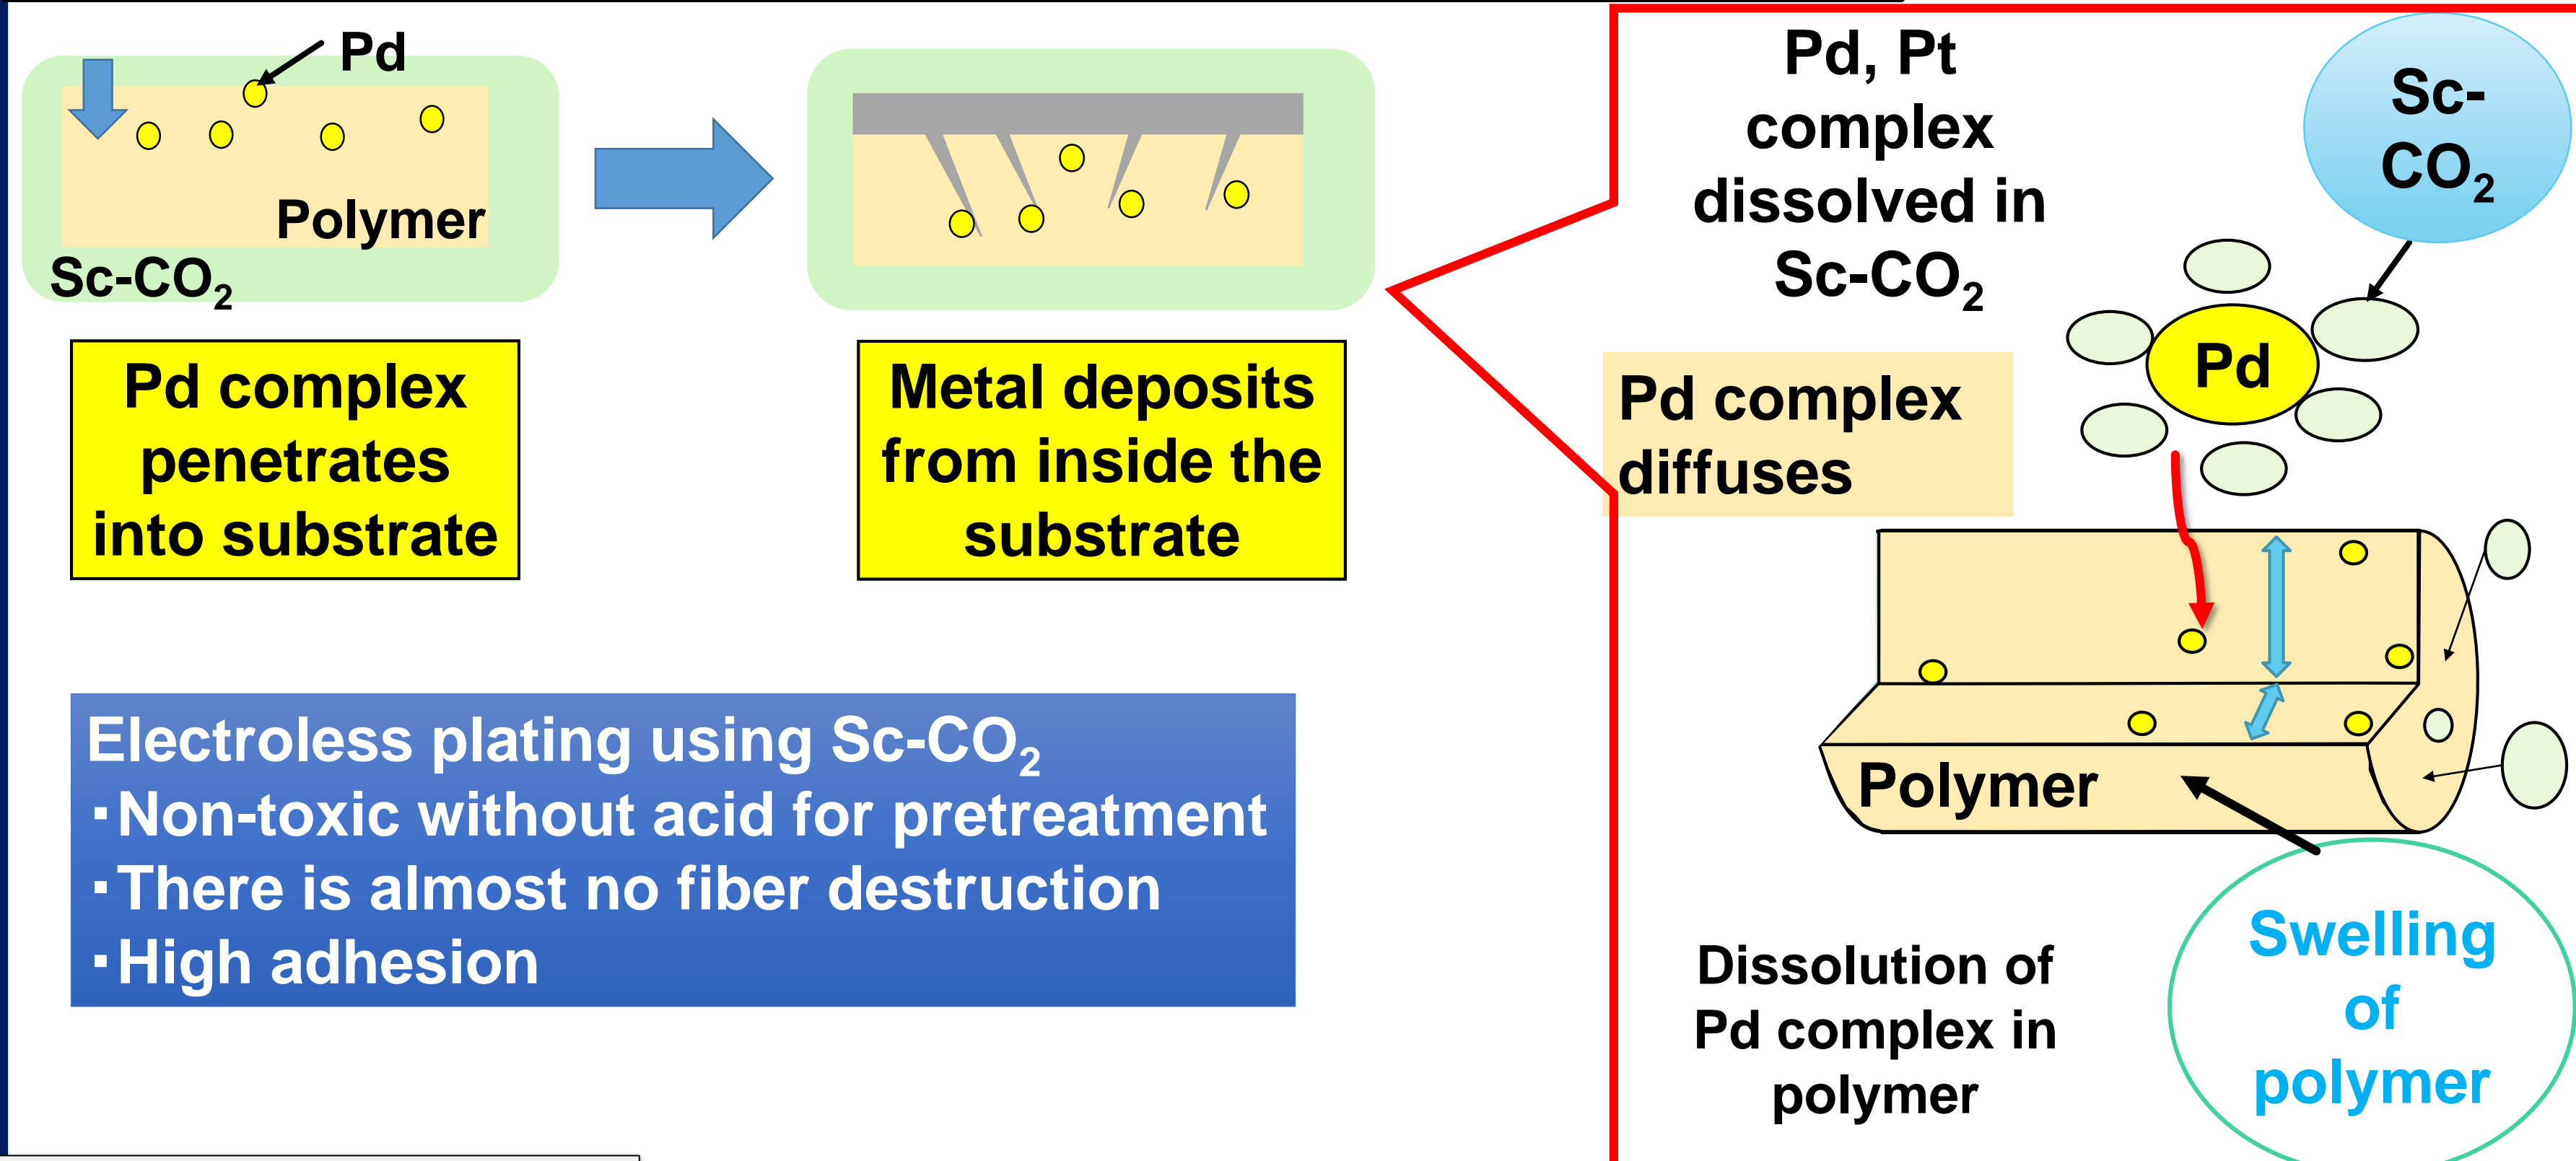 Pd
Polymer
Sc-CO₂
Pd complex
penetrates
into substrate
Metal deposits
from inside the
substrate
Electroless plating using Sc-CO₂
・Non-toxic without acid for pretreatment
・There is almost no fiber destruction
・High adhesion
Pd, Pt
complex
dissolved in
Sc-CO₂
Sc-
CO₂
Pd
Pd complex
diffuses
Polymer
Dissolution of
Pd complex in
polymer
Swelling
of
polymer